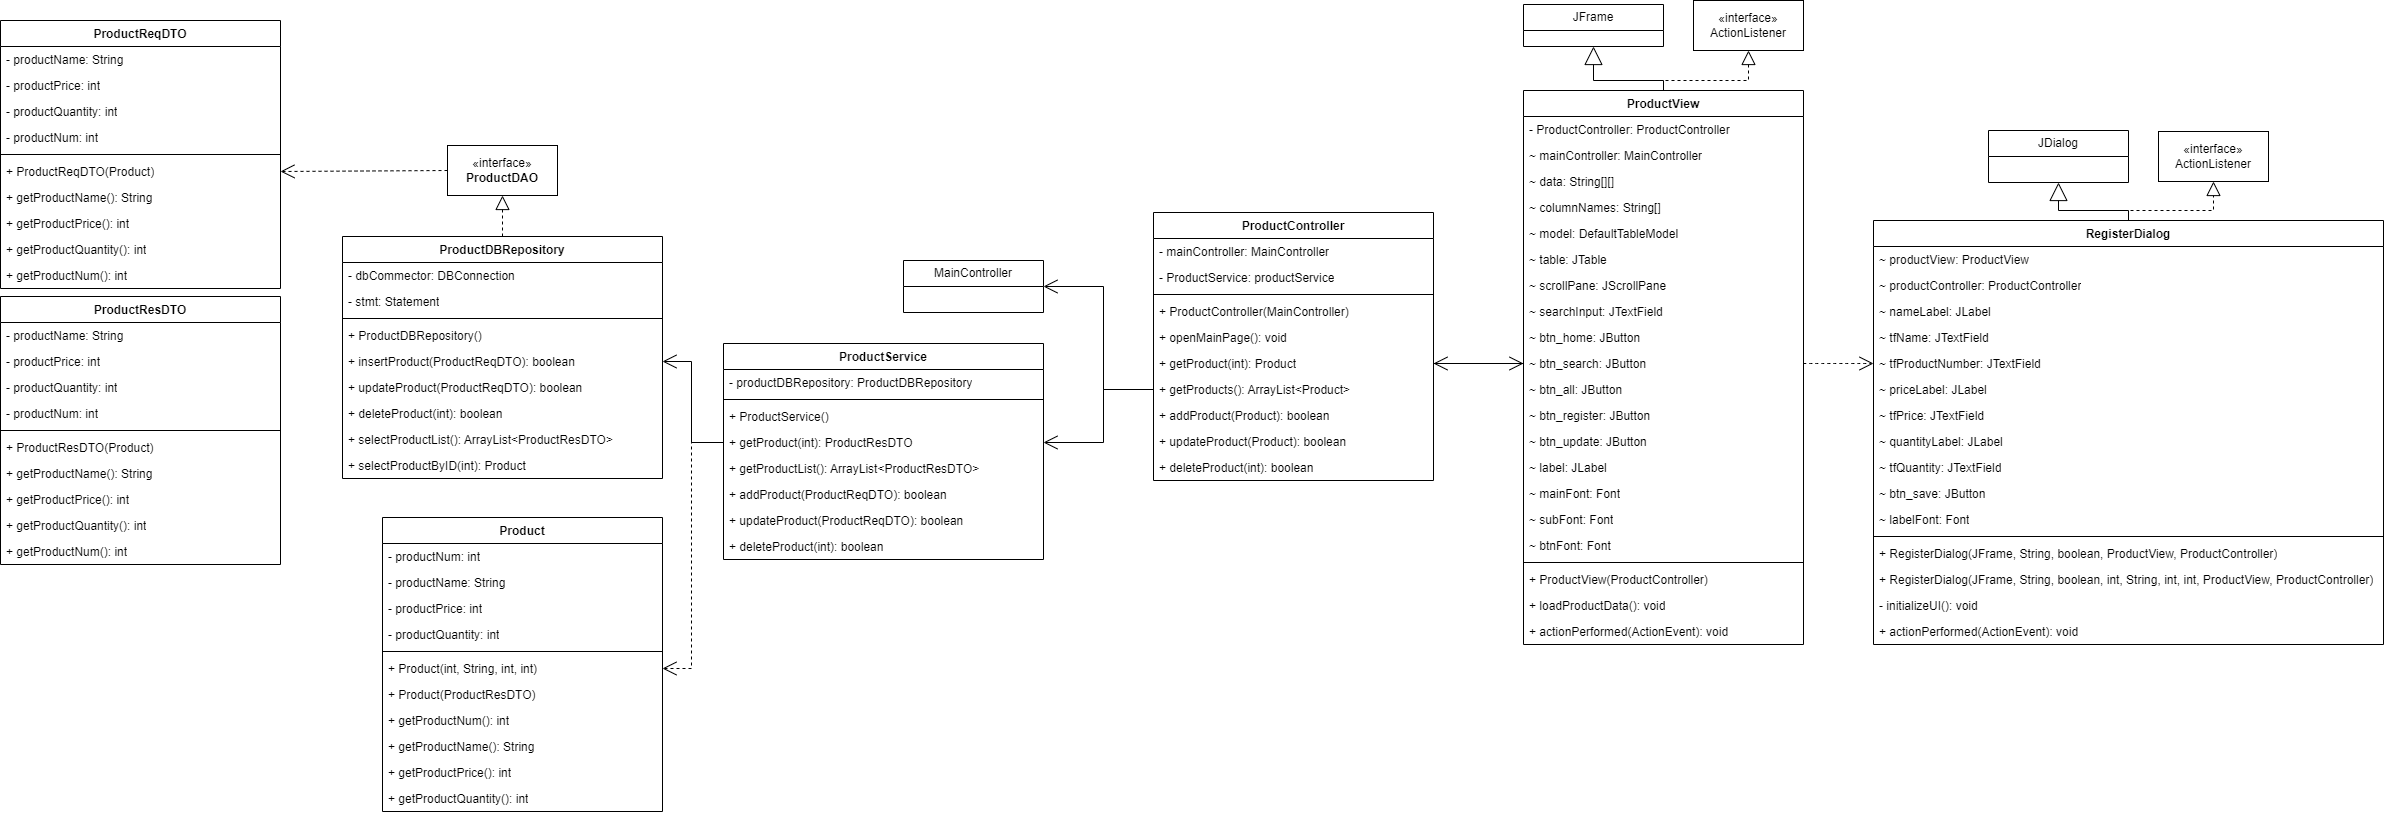 ProductReqDTO
- productName: String
- productPrice: int
- productQuantity: int
- productNum: int
+ ProductReqDTO(Product)
+ getProductName(): String
+ getProductPrice(): int
+ getProductQuantity(): int
+ getProductNum(): int
ProductResDTO
- productName: String
- productPrice: int
- productQuantity: int
- productNum: int
+ ProductResDTO(Product)
+ getProductName(): String
+ getProductPrice(): int
+ getProductQuantity(): int
+ getProductNum(): int
«interface»
ProductDAO
ProductDBRepository
- dbCommector: DBConnection
- stmt: Statement
+ ProductDBRepository()
+ insertProduct(ProductReqDTO): boolean
+ updateProduct(ProductReqDTO): boolean
+ deleteProduct(int): boolean
+ selectProductList(): ArrayList<ProductResDTO>
+ selectProductByID(int): Product
Product
- productNum: int
- productName: String
- productPrice: int
- productQuantity: int
+ Product(int, String, int, int)
+ Product(ProductResDTO)
+ getProductNum(): int
+ getProductName(): String
+ getProductPrice(): int
+ getProductQuantity(): int
ProductService
- productDBRepository: ProductDBRepository
+ ProductService()
+ getProduct(int): ProductResDTO
+ getProductList(): ArrayList<ProductResDTO>
+ addProduct(ProductReqDTO): boolean
+ updateProduct(ProductReqDTO): boolean
+ deleteProduct(int): boolean
MainController
ProductController
- mainController: MainController
- ProductService: productService
+ ProductController(MainController)
+ openMainPage(): void
+ getProduct(int): Product
+ getProducts(): ArrayList<Product>
+ addProduct(Product): boolean
+ updateProduct(Product): boolean
+ deleteProduct(int): boolean
JFrame
«interface»
ActionListener
ProductView
- ProductController: ProductController
~ mainController: MainController
~ data: String[][]
~ columnNames: String[]
~ model: DefaultTableModel
~ table: JTable
~ scrollPane: JScrollPane
~ searchInput: JTextField
~ btn_home: JButton
~ btn_search: JButton
~ btn_all: JButton
~ btn_register: JButton
~ btn_update: JButton
~ label: JLabel
~ mainFont: Font
~ subFont: Font
~ btnFont: Font
+ ProductView(ProductController)
+ loadProductData(): void
+ actionPerformed(ActionEvent): void
JDialog
«interface»
ActionListener
RegisterDialog
~ productView: ProductView
~ productController: ProductController
~ nameLabel: JLabel
~ tfName: JTextField
~ tfProductNumber: JTextField
~ priceLabel: JLabel
~ tfPrice: JTextField
~ quantityLabel: JLabel
~ tfQuantity: JTextField
~ btn_save: JButton
~ labelFont: Font
+ RegisterDialog(JFrame, String, boolean, ProductView, ProductController)
+ RegisterDialog(JFrame, String, boolean, int, String, int, int, ProductView, ProductController)
- initializeUI(): void
+ actionPerformed(ActionEvent): void